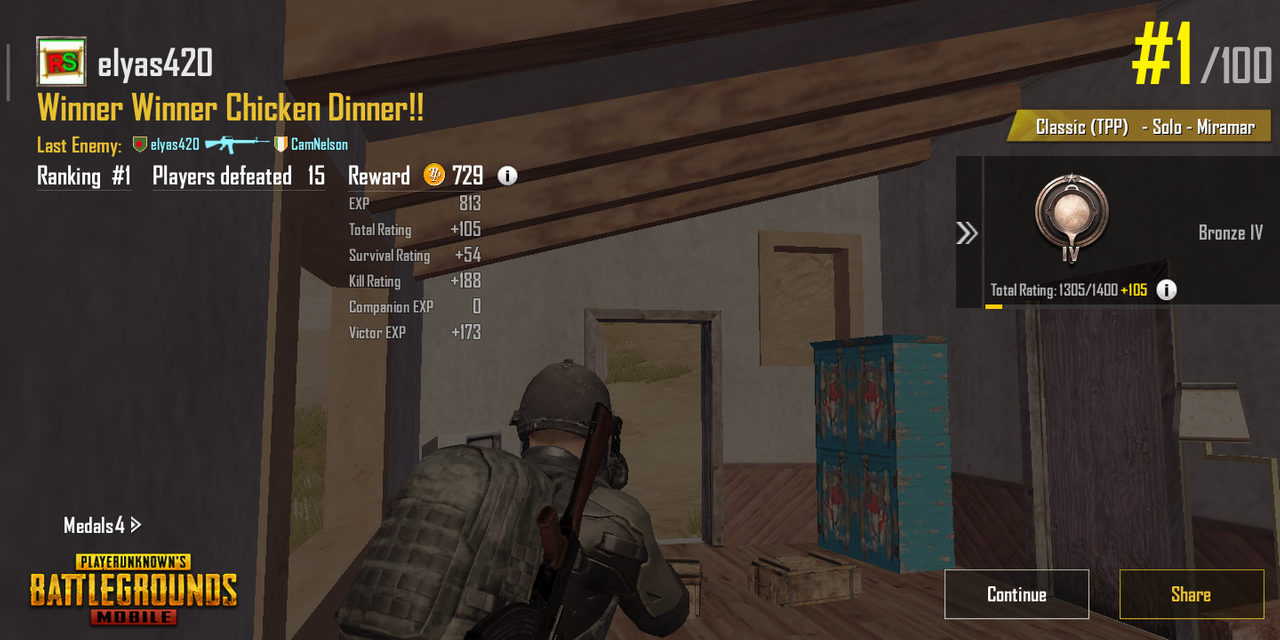 RS elyas420
Winner Winner Chicken Dinner!!
Last Enemy: elyas420 CamNelson
Ranking #1 Players defeated 15 Reward 729
EXP 813
Total Rating +105
Survival Rating +54
Kill Rating +188
Companion EXP 0
Victor EXP +173
#1/100
Classic (TPP) - Solo - Miramar
IV
Bronze IV
Total Rating: 1305/1400 +105
Medals4
PLAYERUNKNOWN'S
BATTLEGROUNDS
MOBILE
Continue
Share